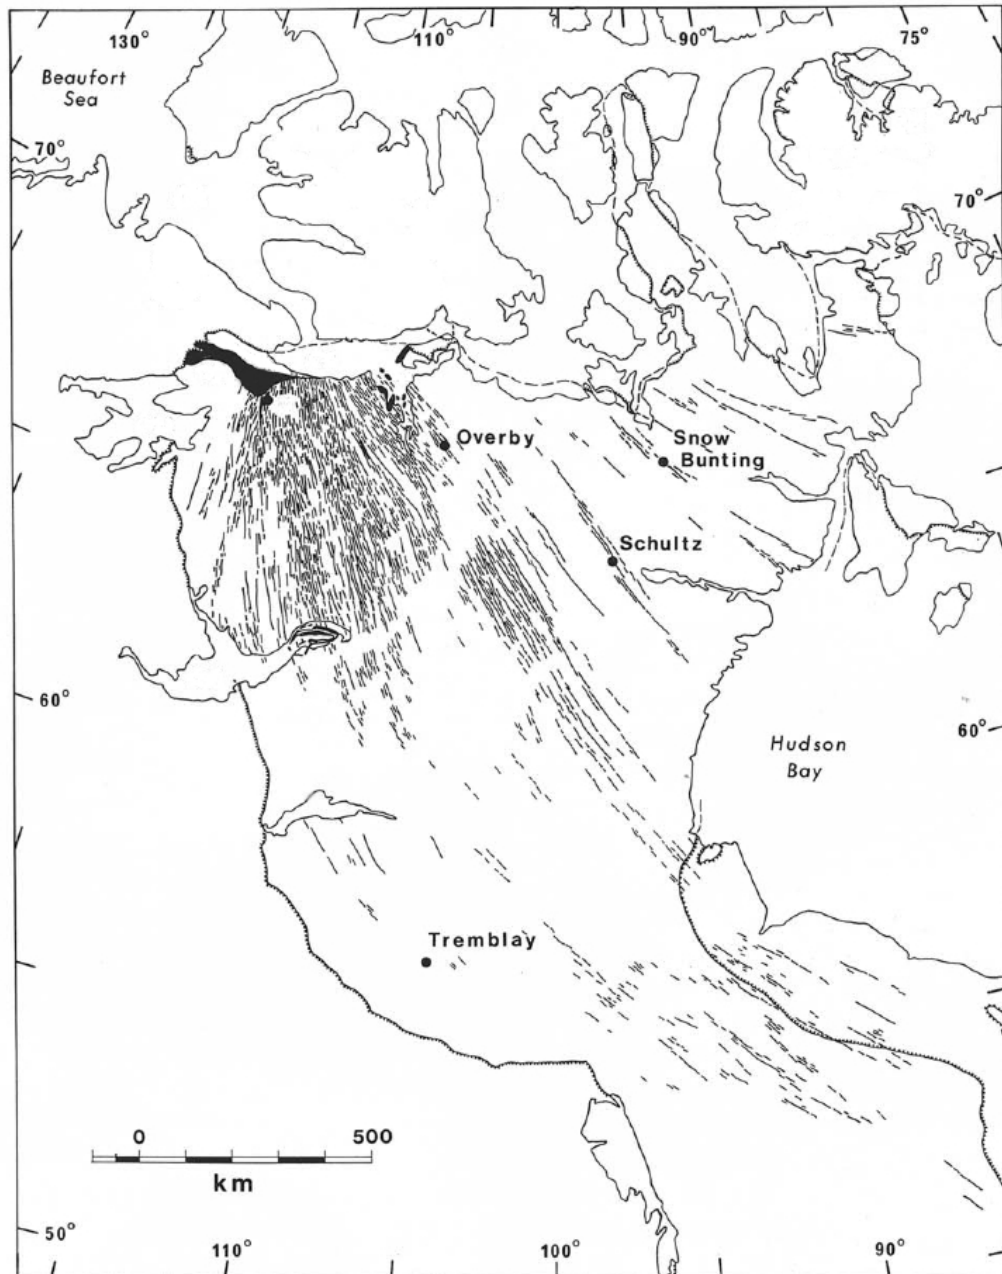 130°
110°
90°
75°
Beaufort
Sea
70°
70°
Overby
Snow
Bunting
Schultz
60°
60°
Hudson
Bay
Tremblay
0
500
km
50°
110°
100°
90°